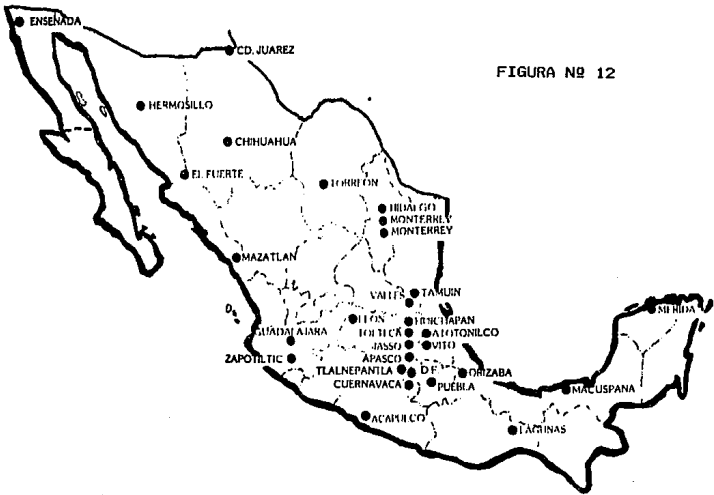 ENSENADA
CD. JUAREZ
FIGURA Nº 12
HERMOSILLO
CHIHUAHUA
EL FUERTE
TORREON
HIDALGO
MONTERREY
MONTERREY
MAZATLAN
VALLES
TAMUIN
MERIDA
LEON
HUICHAPAN
GUADALAJARA
TOLTECA
ATOTONILCO
JASSO
VITO
ZAPOTILTIC
APASCO
TLALNEPANTLA
D F
ORIZABA
CUERNAVACA
PUEBLA
MACUSPANA
ACAPULCO
LAGUNAS